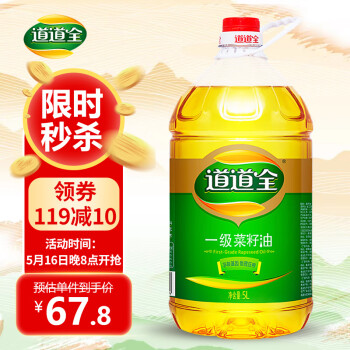 道道全
限时
秒杀
领券
119减10
活动时间:
5月16日晚8点开抢
预估单件到手价
¥67.8
道道全
一级菜籽油
净含量:5L